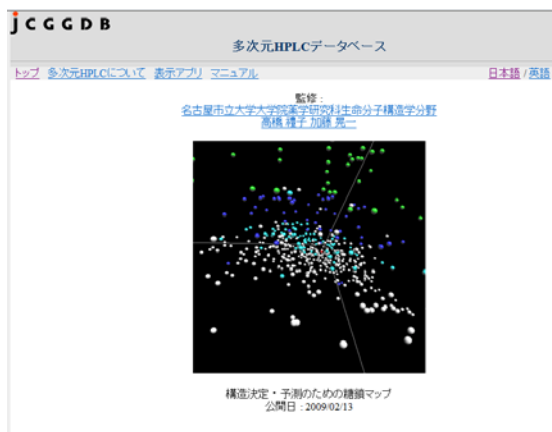 jCGGDB
多次元HPLCデータベース
トップ 多次元HPLCについて 表示アプリ マニュアル 日本語 / 英語
監修 :
名古屋市立大学大学院薬学研究科生命分子構造学分野
高橋 禮子 加藤 晃一
構造決定・予測のための糖鎖マップ
公開日 : 2009/02/13